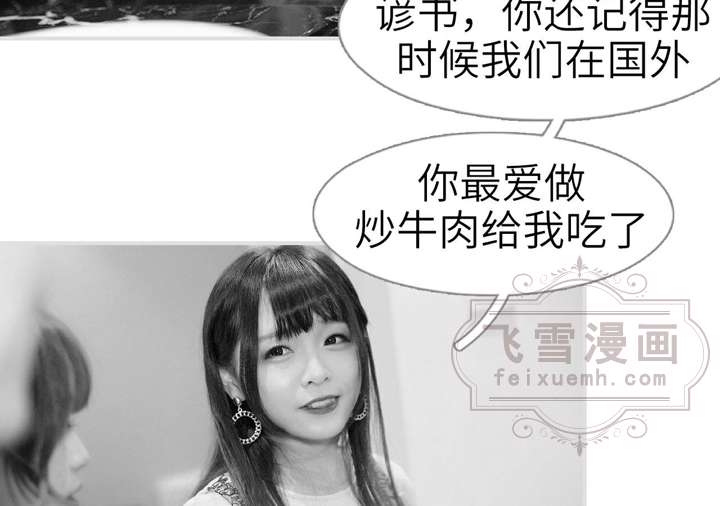 谚书，你还记得那
时候我们在国外
你最爱做
炒牛肉给我吃了
飞雪漫画
feixuemh.com